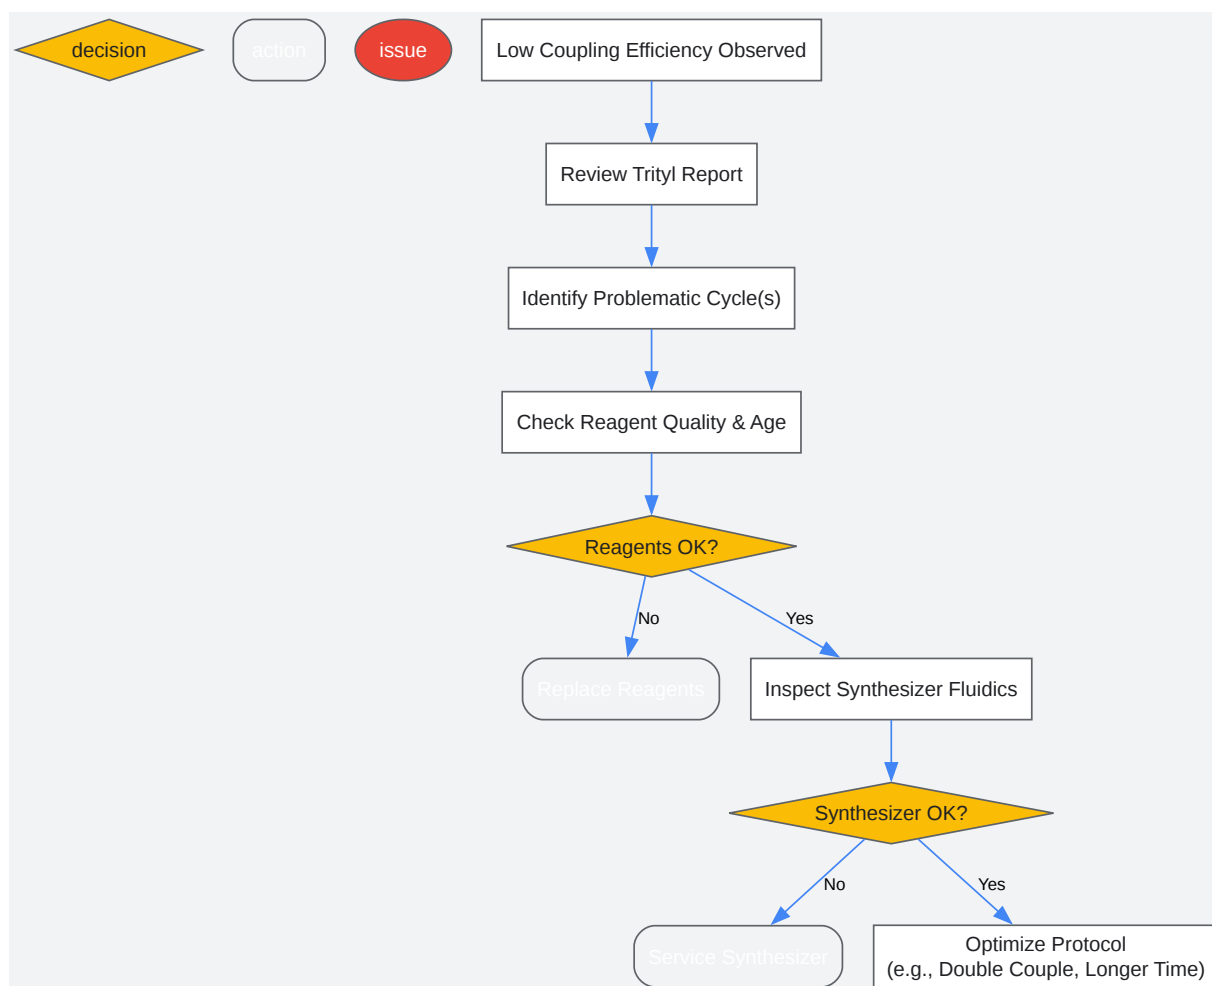 decision
action
issue
Low Coupling Efficiency Observed
Review Trityl Report
Identify Problematic Cycle(s)
Check Reagent Quality & Age
Reagents OK?
No
Yes
Replace Reagents
Inspect Synthesizer Fluidics
Synthesizer OK?
No
Yes
Service Synthesizer
Optimize Protocol
(e.g., Double Couple, Longer Time)